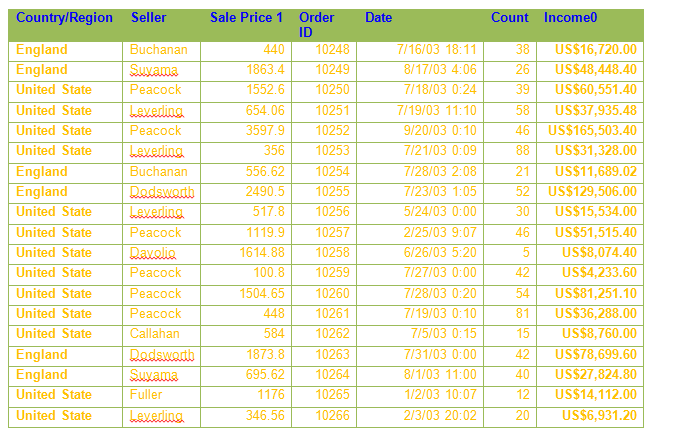 Country/Region Seller Sale Price 1 Order ID Date Count Income0
England Buchanan 440 10248 7/16/03 18:11 38 US$16,720.00
England Suyama 1863.4 10249 8/17/03 4:06 26 US$48,448.40
United State Peacock 1552.6 10250 7/18/03 0:24 39 US$60,551.40
United State Leverling 654.06 10251 7/19/03 11:10 58 US$37,935.48
United State Peacock 3597.9 10252 9/20/03 0:10 46 US$165,503.40
United State Leverling 356 10253 7/21/03 0:09 88 US$31,328.00
England Buchanan 556.62 10254 7/28/03 2:08 21 US$11,689.02
England Dodsworth 2490.5 10255 7/23/03 1:05 52 US$129,506.00
United State Leverling 517.8 10256 5/24/03 0:00 30 US$15,534.00
United State Peacock 1119.9 10257 2/25/03 9:07 46 US$51,515.40
United State Davolio 1614.88 10258 6/26/03 5:20 5 US$8,074.40
United State Peacock 100.8 10259 7/27/03 0:00 42 US$4,233.60
United State Peacock 1504.65 10260 7/28/03 0:20 54 US$81,251.10
United State Peacock 448 10261 7/19/03 0:10 81 US$36,288.00
United State Callahan 584 10262 7/5/03 0:15 15 US$8,760.00
England Dodsworth 1873.8 10263 7/31/03 0:00 42 US$78,699.60
England Suyama 695.62 10264 8/1/03 11:00 40 US$27,824.80
United State Fuller 1176 10265 1/2/03 10:07 12 US$14,112.00
United State Leverling 346.56 10266 2/3/03 20:02 20 US$6,931.20